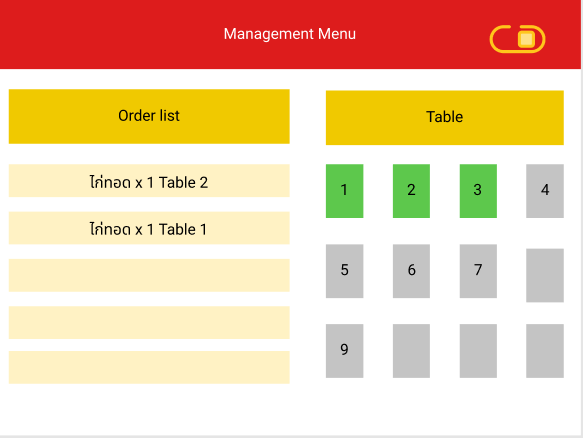 Management Menu
Order list
Table
ไก่ทอด x 1 Table 2
ไก่ทอด x 1 Table 1
1 2 3 4
5 6 7
9